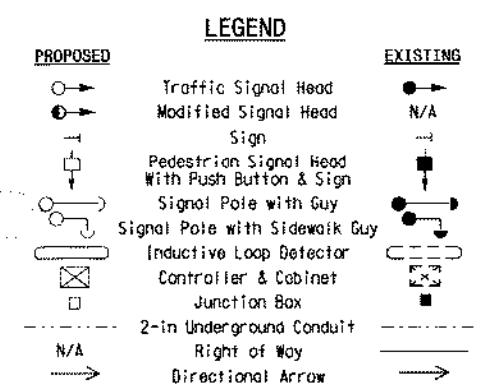 LEGEND
PROPOSED EXISTING
Traffic Signal Head
Modified Signal Head N/A
Sign
Pedestrian Signal Head
With Push Button & Sign
Signal Pole with Guy
Signal Pole with Sidewalk Guy
Inductive Loop Detector
Controller & Cabinet
Junction Box
2-in Underground Conduit
N/A Right of Way
Directional Arrow